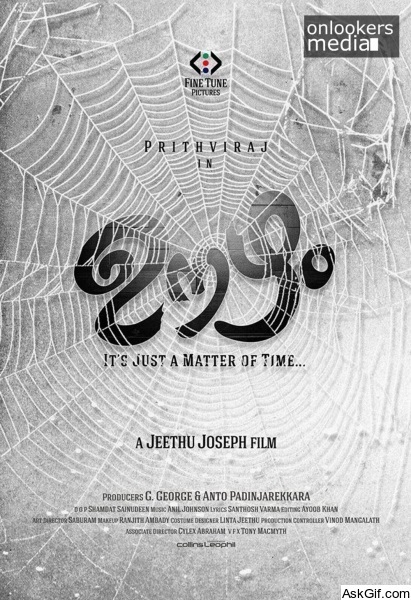 onlookers
media
FINE TUNE
PICTURES
PRITHVIRAJ
IN
ഊഴം
IT'S JUST A MATTER OF TIME...
A JEETHU JOSEPH FILM
PRODUCERS G. GEORGE & ANTO PADINJAREKKARA
D O P SHAMDAT SAINUDEEN MUSIC ANIL JOHNSON LYRICS SANTHOSH VARMA EDITING AYOOB KHAN
ART DIRECTOR SABURAM MAKEUP RANJITH AMBADY COSTUME DESIGNER LINTA JEETHU PRODUCTION CONTROLLER VINOD MANGALATH
ASSOCIATE DIRECTOR CYLEX ABRAHAM V F X TONY MACMYTH
collinsLeophil
AskGif.com